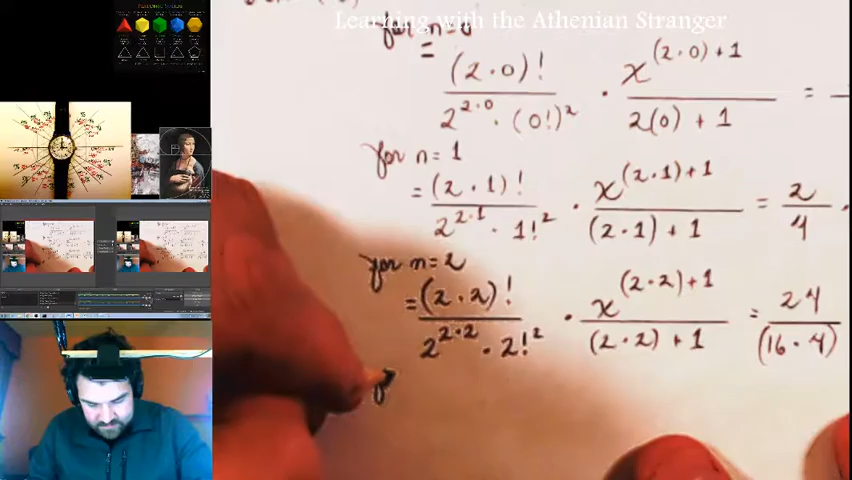 Learning with the Athenian Stranger
for n=0
= (2·0)! / 2^(2·0) · (0!)^2 · x^((2·0)+1) / 2(0)+1 =
for n=1
= (2·1)! / 2^(2·1) · 1!^2 · x^((2·1)+1) / (2·1)+1 = 2/4 ·
for n=2
= (2·2)! / 2^(2·2) · 2!^2 · x^((2·2)+1) / (2·2)+1 = 24 / (16·4)